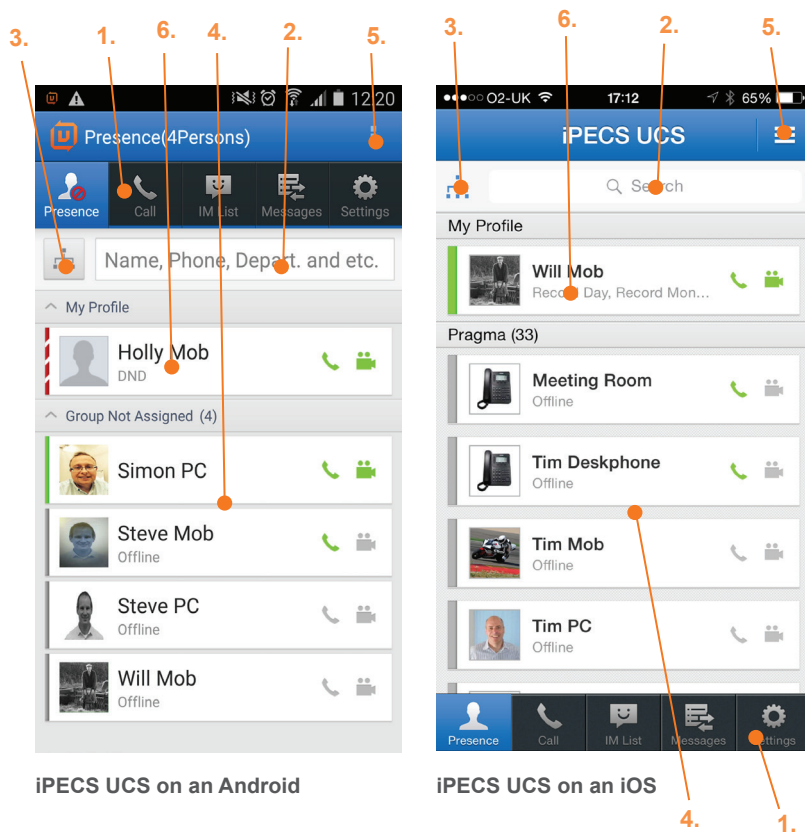 3. 1. 6. 4. 2. 5.
12:20
Presence(4Persons)
Presence Call IM List Messages Settings
Name, Phone, Depart. and etc.
My Profile
Holly Mob
DND
Group Not Assigned (4)
Simon PC
Steve Mob
Offline
Steve PC
Offline
Will Mob
Offline
iPECS UCS on an Android
3. 6. 2. 5.
O2-UK 17:12 65%
iPECS UCS
Search
My Profile
Will Mob
Record Day, Record Mon...
Pragma (33)
Meeting Room
Offline
Tim Deskphone
Offline
Tim Mob
Offline
Tim PC
Offline
Presence Call IM List Messages Settings
iPECS UCS on an iOS
4. 1.